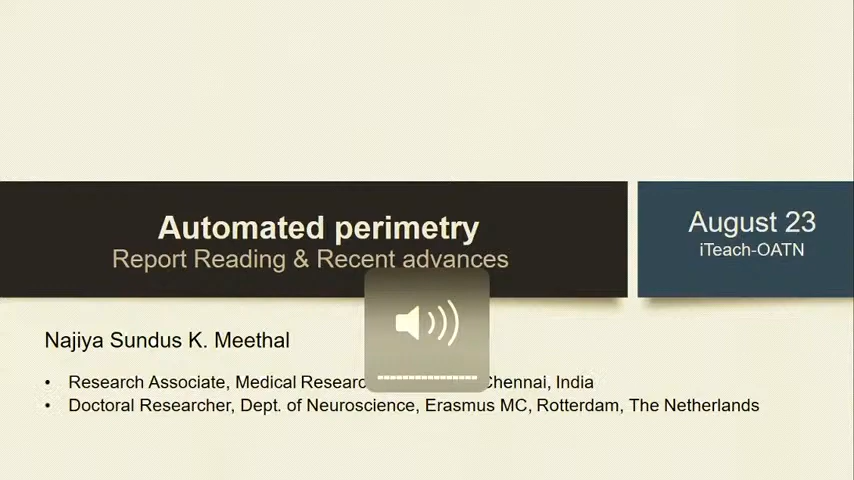 Automated perimetry
Report Reading & Recent advances
August 23
iTeach-OATN
Najiya Sundus K. Meethal
• Research Associate, Medical Researc Chennai, India
• Doctoral Researcher, Dept. of Neuroscience, Erasmus MC, Rotterdam, The Netherlands